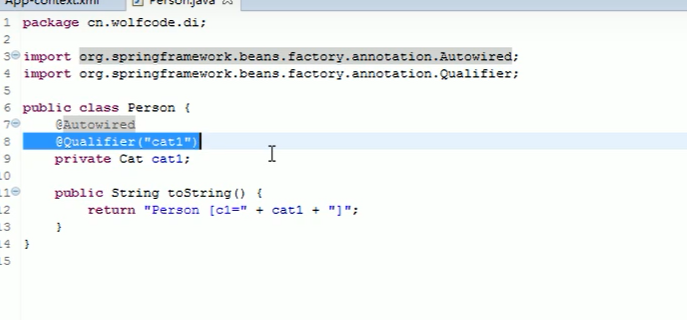 App-context.xml Person.java
1 package cn.wolfcode.di;
2
3 import org.springframework.beans.factory.annotation.Autowired;
4 import org.springframework.beans.factory.annotation.Qualifier;
5
6 public class Person {
7 @Autowired
8 @Qualifier("cat1")
9 private Cat cat1;
10
11 public String toString() {
12 return "Person [c1=" + cat1 + "]";
13 }
14 }
15